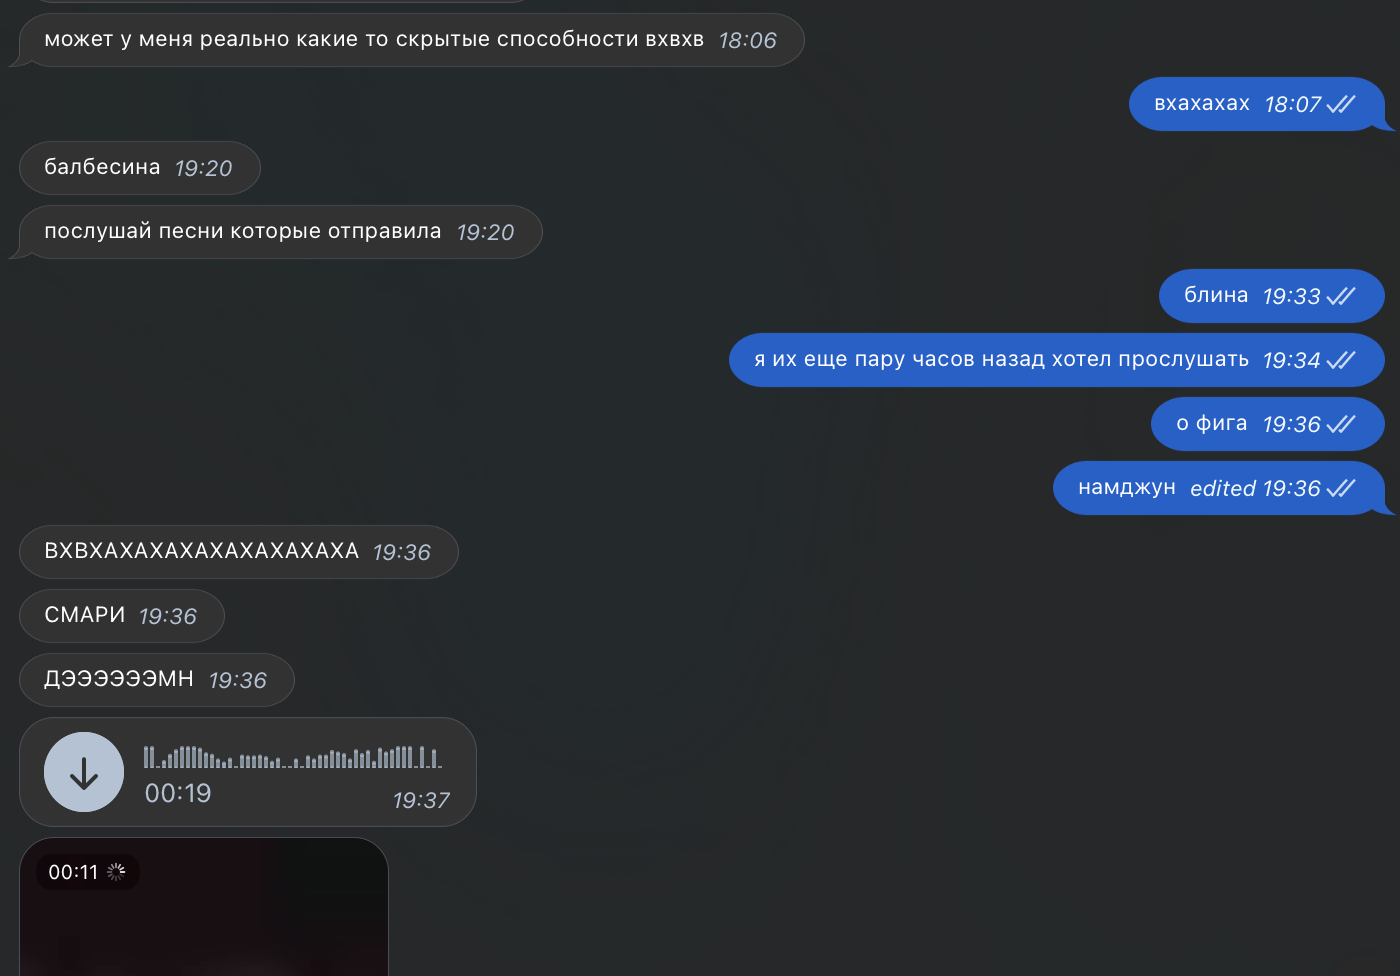 может у меня реально какие то скрытые способности вхвхв 18:06
вхахахах 18:07
балбесина 19:20
послушай песни которые отправила 19:20
блина 19:33
я их еще пару часов назад хотел прослушать 19:34
о фига 19:36
намджун edited 19:36
ВХВХАХАХАХАХАХАХАХАХА 19:36
СМАРИ 19:36
ДЭЭЭЭЭЭМН 19:36
00:19 19:37
00:11